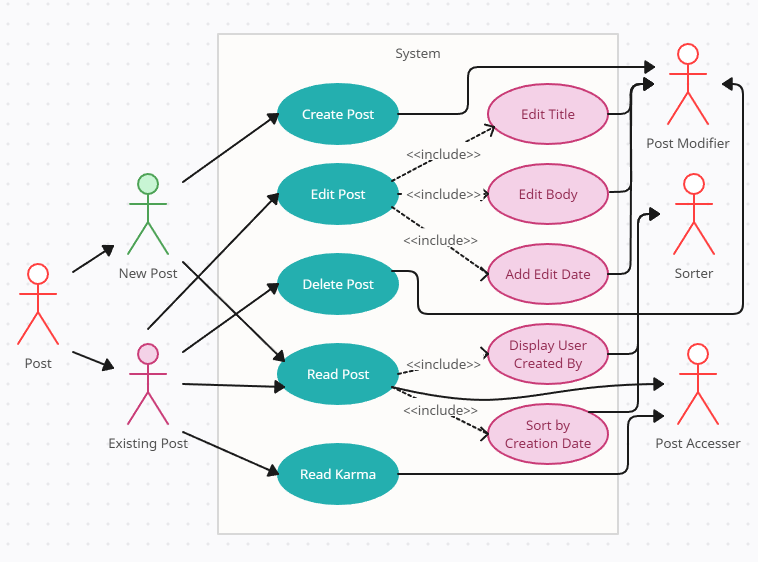 System
Create Post
Edit Title
Post Modifier
<<include>>
Edit Post
<<include>>
Edit Body
New Post
<<include>>
Sorter
Delete Post
Add Edit Date
Post
Display User
Created By
<<include>>
Read Post
<<include>>
Sort by
Creation Date
Existing Post
Post Accesser
Read Karma